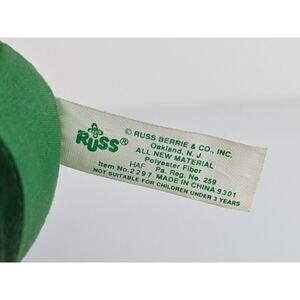 RUSS®
© RUSS BERRIE & CO., INC.
Oakland, N. J.
ALL NEW MATERIAL
Polyester Fiber
HAF Pa. Reg. No. 259
Item No. 2297 MADE IN CHINA 9301
NOT SUITABLE FOR CHILDREN UNDER 3 YEARS